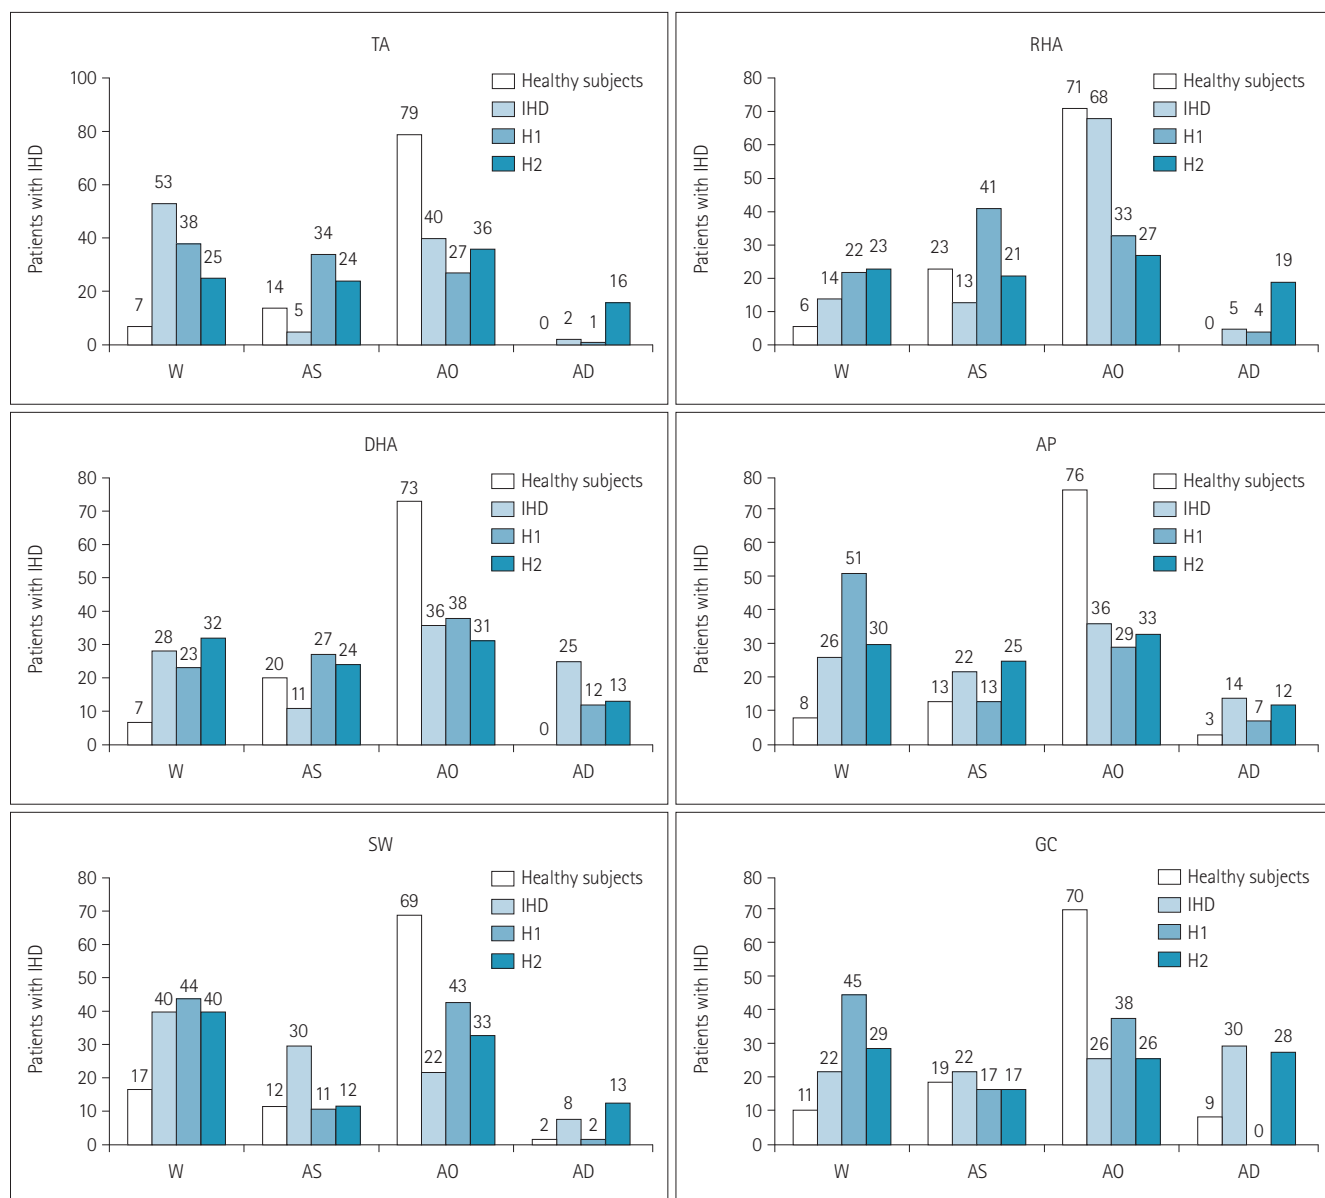 TA
Patients with IHD
100
80
60
40
20
0
Healthy subjects
IHD
H1
H2
7 53 38 25
14 5 34 24
79 40 27 36
0 2 1 16
W AS AO AD
RHA
Patients with IHD
80
70
60
50
40
30
20
10
0
Healthy subjects
IHD
H1
H2
6 14 22 23
23 13 41 21
71 68 33 27
0 5 4 19
W AS AO AD
DHA
Patients with IHD
80
70
60
50
40
30
20
10
0
Healthy subjects
IHD
H1
H2
7 28 23 32
20 11 27 24
73 36 38 31
0 25 12 13
W AS AO AD
AP
Patients with IHD
80
70
60
50
40
30
20
10
0
Healthy subjects
IHD
H1
H2
8 26 51 30
13 22 13 25
76 36 29 33
3 14 7 12
W AS AO AD
SW
Patients with IHD
80
70
60
50
40
30
20
10
0
Healthy subjects
IHD
H1
H2
17 40 44 40
12 30 11 12
69 22 43 33
2 8 2 13
W AS AO AD
GC
Patients with IHD
80
70
60
50
40
30
20
10
0
Healthy subjects
IHD
H1
H2
11 22 45 29
19 22 17 17
70 26 38 26
9 30 0 28
W AS AO AD